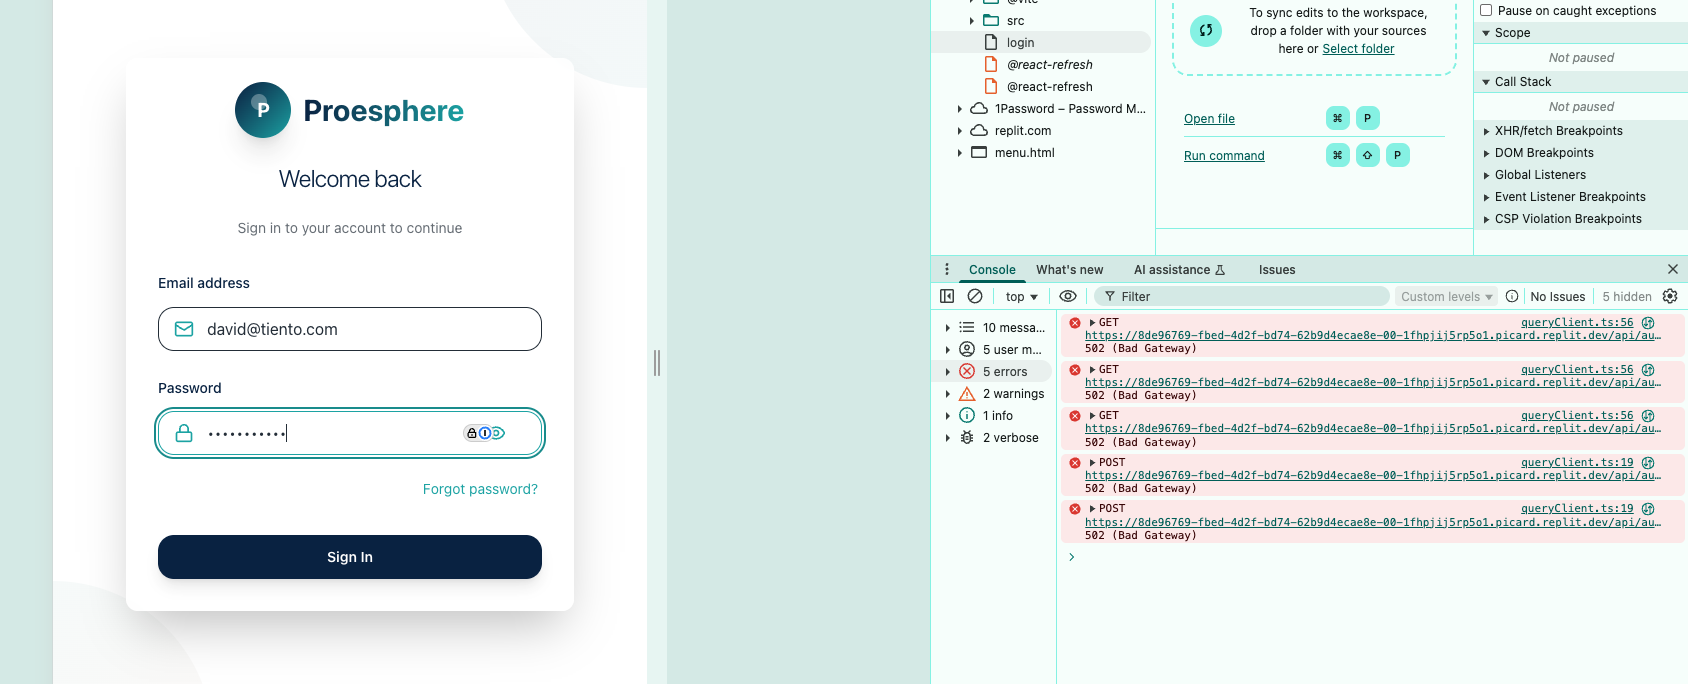 P
Proesphere
Welcome back
Sign in to your account to continue
Email address
david@tiento.com
Password
•••••••••••
Forgot password?
Sign In
@vite
src
login
@react-refresh
@react-refresh
1Password – Password M...
replit.com
menu.html
To sync edits to the workspace,
drop a folder with your sources
here or Select folder
Open file ⌘ P
Run command ⌘ ⇧ P
Pause on caught exceptions
Scope
Not paused
Call Stack
Not paused
XHR/fetch Breakpoints
DOM Breakpoints
Global Listeners
Event Listener Breakpoints
CSP Violation Breakpoints
Console What's new AI assistance Issues
top Filter Custom levels No Issues 5 hidden
10 messa...
5 user m...
5 errors
2 warnings
1 info
2 verbose
GET queryClient.ts:56
https://8de96769-fbed-4d2f-bd74-62b9d4ecae8e-00-1fhpjij5rp5o1.picard.replit.dev/api/au...
502 (Bad Gateway)
GET queryClient.ts:56
https://8de96769-fbed-4d2f-bd74-62b9d4ecae8e-00-1fhpjij5rp5o1.picard.replit.dev/api/au...
502 (Bad Gateway)
GET queryClient.ts:56
https://8de96769-fbed-4d2f-bd74-62b9d4ecae8e-00-1fhpjij5rp5o1.picard.replit.dev/api/au...
502 (Bad Gateway)
POST queryClient.ts:19
https://8de96769-fbed-4d2f-bd74-62b9d4ecae8e-00-1fhpjij5rp5o1.picard.replit.dev/api/au...
502 (Bad Gateway)
POST queryClient.ts:19
https://8de96769-fbed-4d2f-bd74-62b9d4ecae8e-00-1fhpjij5rp5o1.picard.replit.dev/api/au...
502 (Bad Gateway)